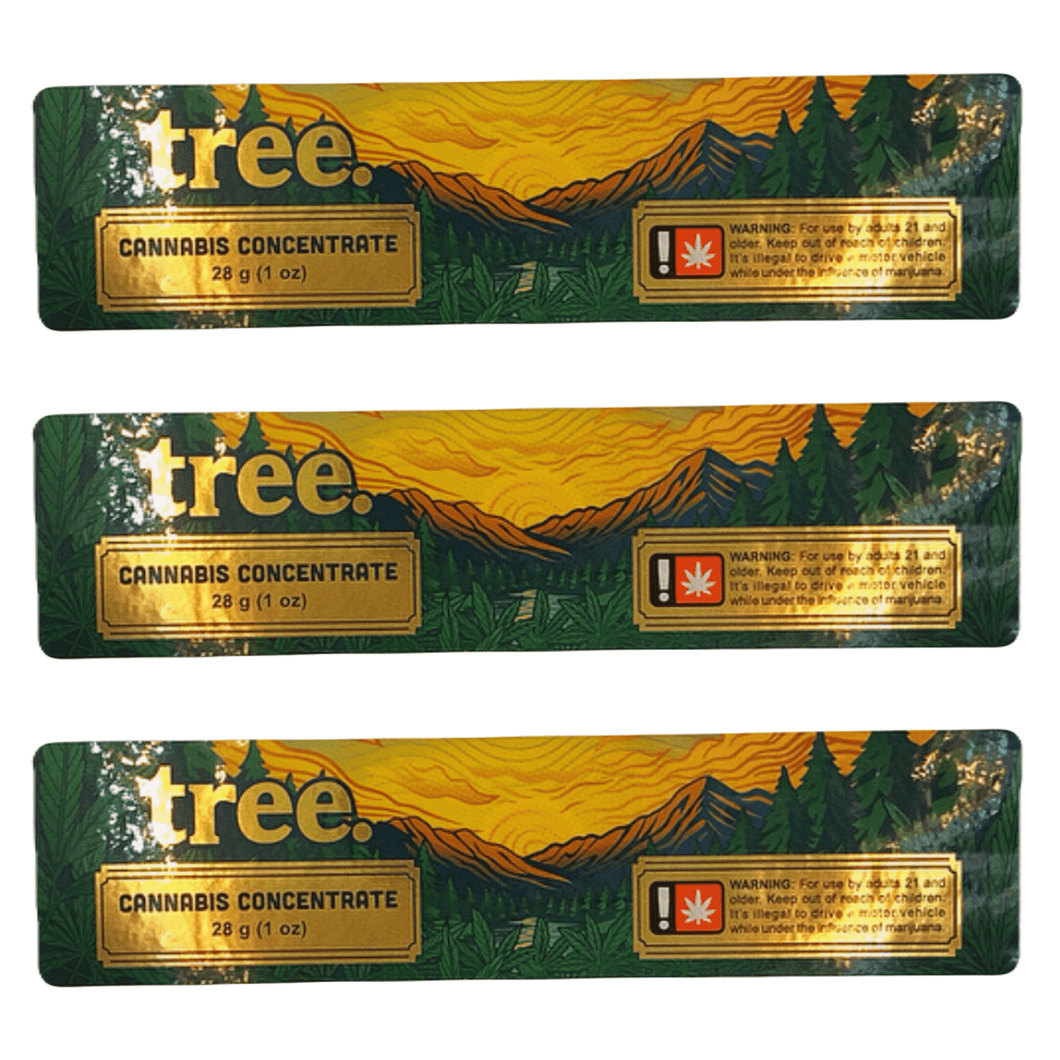 tree.
CANNABIS CONCENTRATE
28 g (1 oz)
!
WARNING: For use by adults 21 and
older. Keep out of reach of children.
It's illegal to drive a motor vehicle
while under the influence of marijuana.
tree.
CANNABIS CONCENTRATE
28 g (1 oz)
!
WARNING: For use by adults 21 and
older. Keep out of reach of children.
It's illegal to drive a motor vehicle
while under the influence of marijuana.
tree.
CANNABIS CONCENTRATE
28 g (1 oz)
!
WARNING: For use by adults 21 and
older. Keep out of reach of children.
It's illegal to drive a motor vehicle
while under the influence of marijuana.